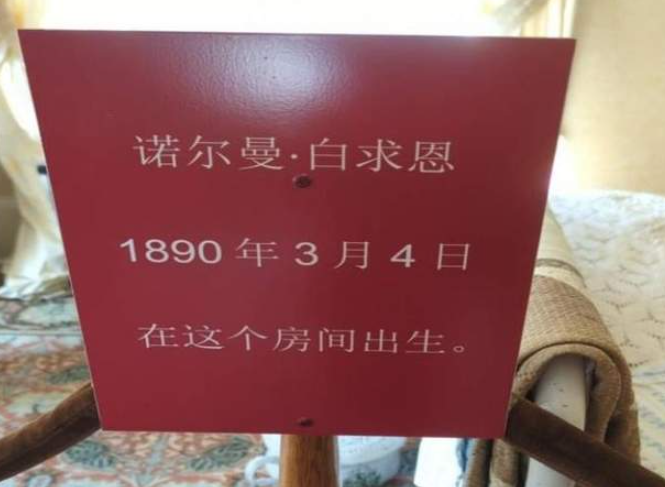 诺尔曼·白求恩
1890 年 3 月 4 日
在这个房间出生。